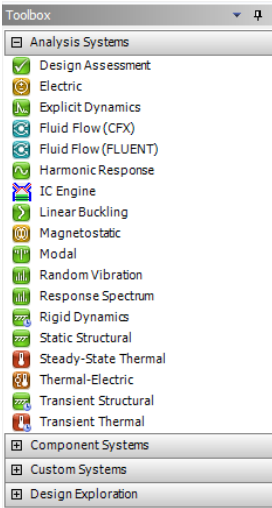 Toolbox
Analysis Systems
Design Assessment
Electric
Explicit Dynamics
Fluid Flow (CFX)
Fluid Flow (FLUENT)
Harmonic Response
IC Engine
Linear Buckling
Magnetostatic
Modal
Random Vibration
Response Spectrum
Rigid Dynamics
Static Structural
Steady-State Thermal
Thermal-Electric
Transient Structural
Transient Thermal
Component Systems
Custom Systems
Design Exploration